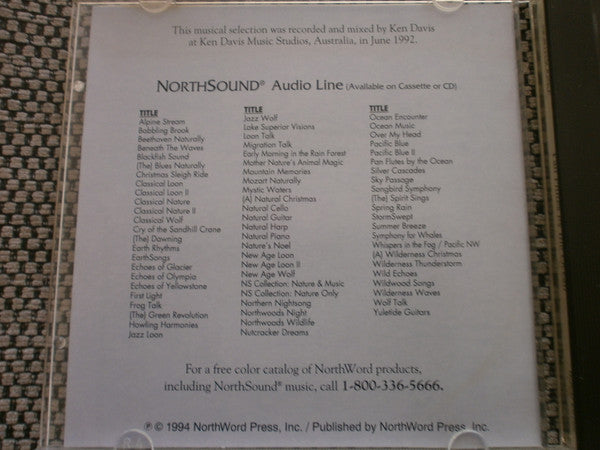 This musical selection was recorded and mixed by Ken Davis
at Ken Davis Music Studios, Australia, in June 1992.
NORTHSOUND® Audio Line (Available on Cassette or CD)
TITLE
Alpine Stream
Babbling Brook
Beethoven Naturally
Beneath The Waves
Blackfish Sound
(The) Blues Naturally
Christmas Sleigh Ride
Classical Loon
Classical Loon II
Classical Nature
Classical Nature II
Classical Wolf
Cry of the Sandhill Crane
(The) Dawning
Earth Rhythms
EarthSongs
Echoes of Glacier
Echoes of Olympia
Echoes of Yellowstone
First Light
Frog Talk
(The) Green Revolution
Howling Harmonies
Jazz Loon
TITLE
Jazz Wolf
Lake Superior Visions
Loon Talk
Migration Talk
Early Morning in the Rain Forest
Mother Nature's Animal Magic
Mountain Memories
Mozart Naturally
Mystic Waters
(A) Natural Christmas
Natural Cello
Natural Guitar
Natural Harp
Natural Piano
Nature's Noel
New Age Loon
New Age Loon II
New Age Wolf
NS Collection: Nature & Music
NS Collection: Nature Only
Northern Nightsong
Northwoods Night
Northwoods Wildlife
Nutcracker Dreams
TITLE
Ocean Encounter
Ocean Music
Over My Head
Pacific Blue
Pacific Blue II
Pan Flutes by the Ocean
Silver Cascades
Sky Passage
Songbird Symphony
(The) Spirit Sings
Spring Rain
StormSwept
Summer Breeze
Symphony for Whales
Whispers in the Fog / Pacific NW
(A) Wilderness Christmas
Wilderness Thunderstorm
Wild Echoes
Wildwood Songs
Wilderness Waves
Wolf Talk
Yuletide Guitars
For a free color catalog of NorthWord products,
including NorthSound® music, call 1-800-336-5666.
℗ © 1994 NorthWord Press, Inc. / Published by NorthWord Press, Inc.